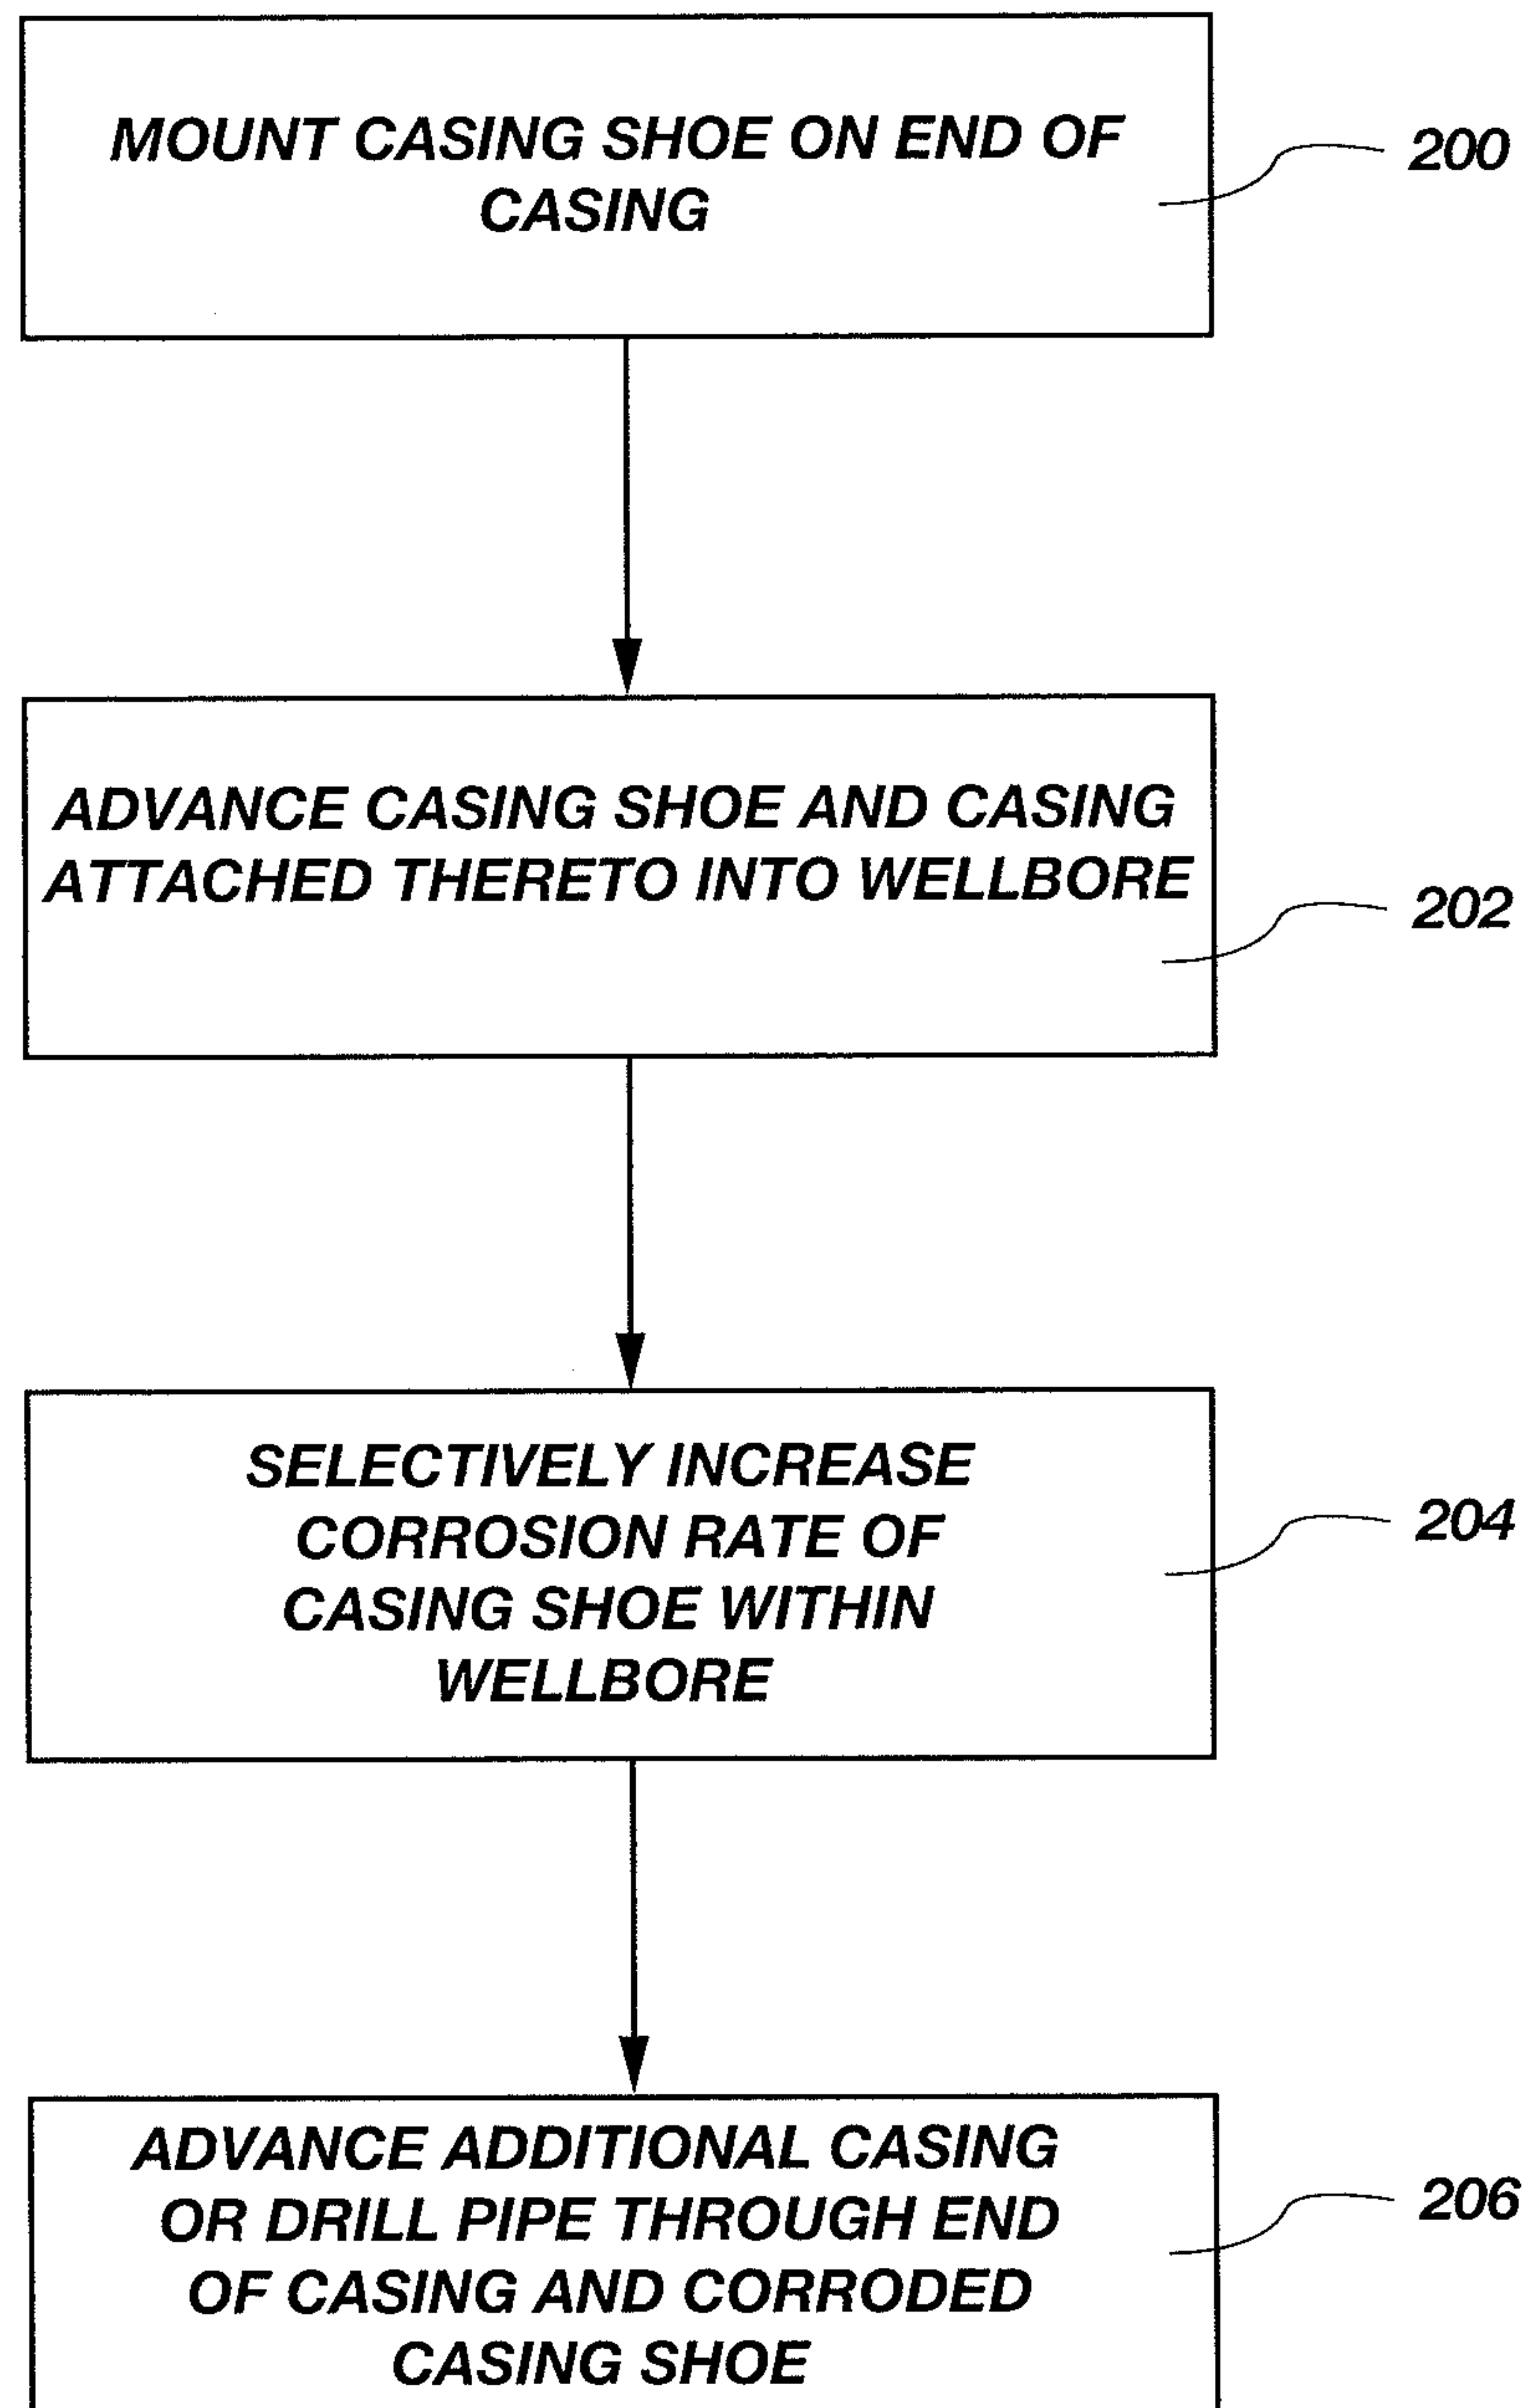 MOUNT CASING SHOE ON END OF
CASING
200
ADVANCE CASING SHOE AND CASING
ATTACHED THERETO INTO WELLBORE
202
SELECTIVELY INCREASE
CORROSION RATE OF
CASING SHOE WITHIN
WELLBORE
204
ADVANCE ADDITIONAL CASING
OR DRILL PIPE THROUGH END
OF CASING AND CORRODED
CASING SHOE
206